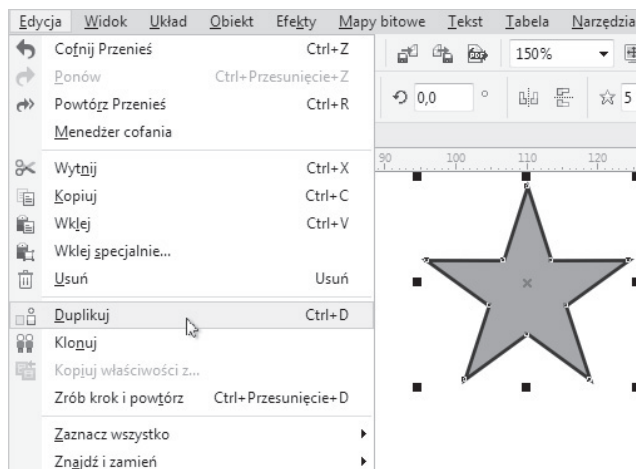 Edycja Widok Układ Obiekt Efekty Mapy bitowe Tekst Tabela Narzędzia
Cofnij Przenieś Ctrl+Z
Ponów Ctrl+Przesunięcie+Z
Powtórz Przenieś Ctrl+R
Menedżer cofania
Wytnij Ctrl+X
Kopiuj Ctrl+C
Wklej Ctrl+V
Wklej specjalnie...
Usuń Usuń
Duplikuj Ctrl+D
Klonuj
Kopiuj właściwości z...
Zrób krok i powtórz Ctrl+Przesunięcie+D
Zaznacz wszystko
Znajdź i zamień
150%
0,0 ° 5
90 100 110 120